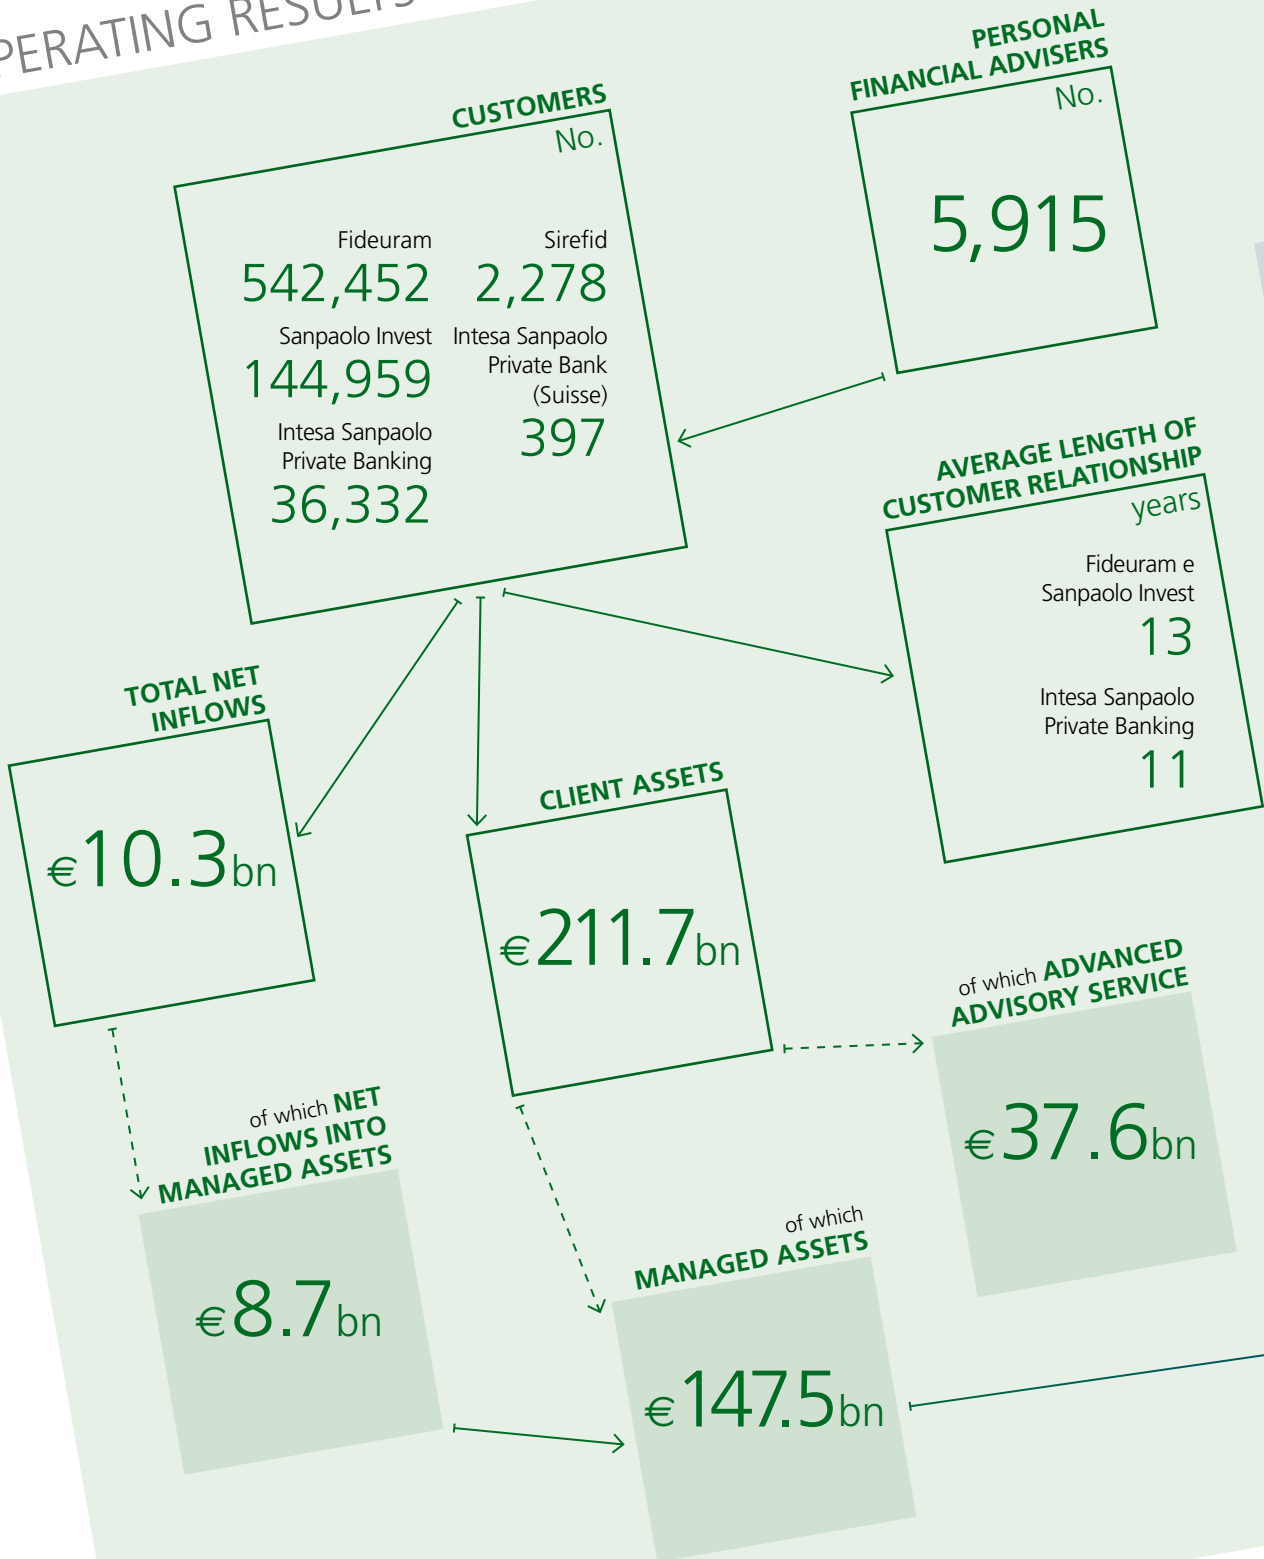 OPERATING RESULTS
CUSTOMERS
No.
Fideuram
542,452
Sanpaolo Invest
144,959
Intesa Sanpaolo
Private Banking
36,332
Sirefid
2,278
Intesa Sanpaolo
Private Bank
(Suisse)
397
PERSONAL
FINANCIAL ADVISERS
No.
5,915
AVERAGE LENGTH OF
CUSTOMER RELATIONSHIP
years
Fideuram e
Sanpaolo Invest
13
Intesa Sanpaolo
Private Banking
11
TOTAL NET
INFLOWS
€10.3bn
CLIENT ASSETS
€211.7bn
of which ADVANCED
ADVISORY SERVICE
€37.6bn
of which NET
INFLOWS INTO
MANAGED ASSETS
€8.7bn
of which
MANAGED ASSETS
€147.5bn